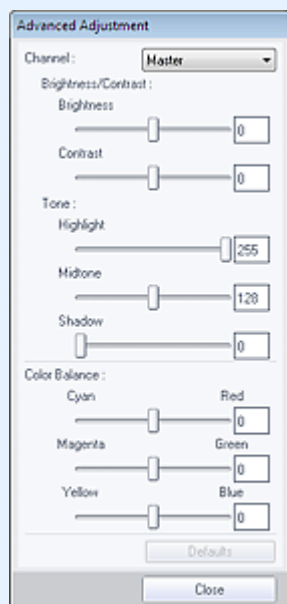 Advanced Adjustment
Channel : Master
Brightness/Contrast :
Brightness
0
Contrast
0
Tone :
Highlight
255
Midtone
128
Shadow
0
Color Balance :
Cyan Red
0
Magenta Green
0
Yellow Blue
0
Defaults
Close